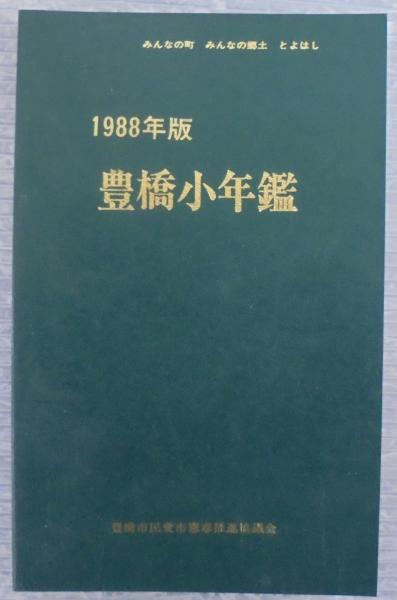 みんなの町 みんなの郷土 とよはし
1988年版
豊橋小年鑑
豊橋市民愛市憲章推進協議会